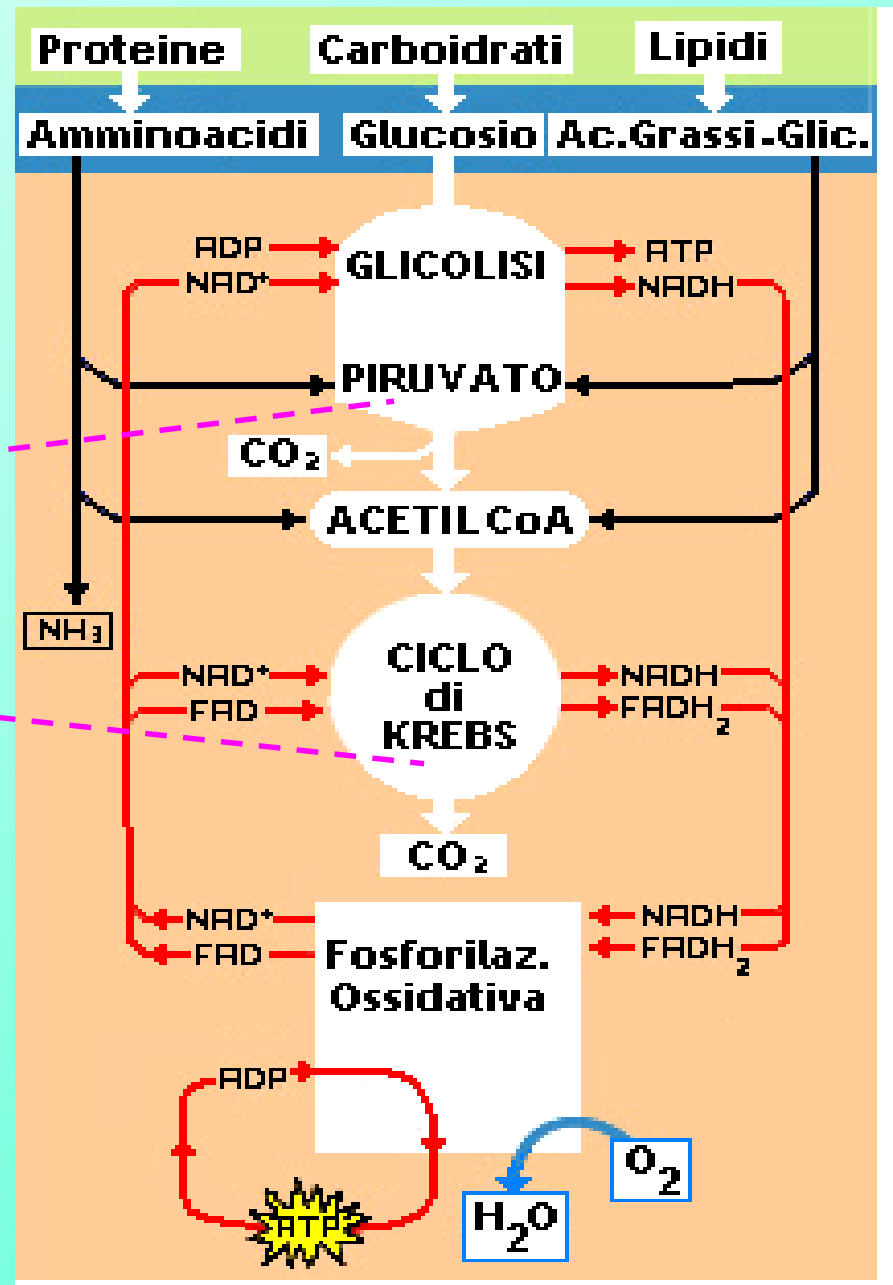 Proteine Carboidrati Lipidi
Amminoacidi Glucosio Ac.Grassi-Glic.
ADP GLICOLISI ATP
NAD⁺ NADH
PIRUVATO
CO₂
ACETIL CoA
NH₃
NAD⁺ CICLO NADH
FAD di FADH₂
KREBS
CO₂
NAD⁺ NADH
FAD Fosforilaz. FADH₂
Ossidativa
ADP
O₂
ATP H₂O